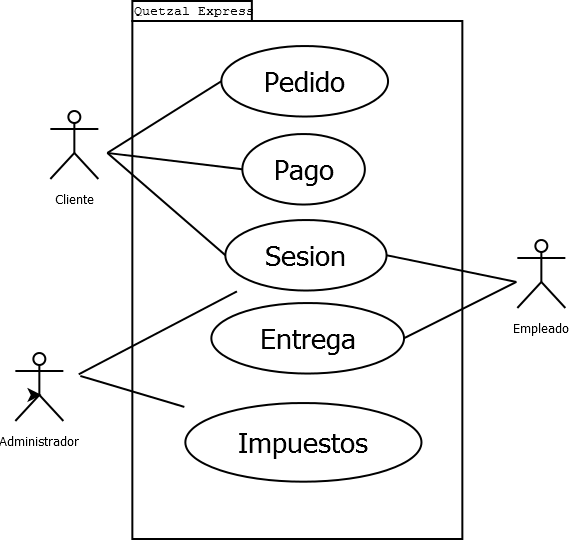 Quetzal Express
Pedido
Pago
Cliente
Sesion
Empleado
Entrega
Administrador
Impuestos